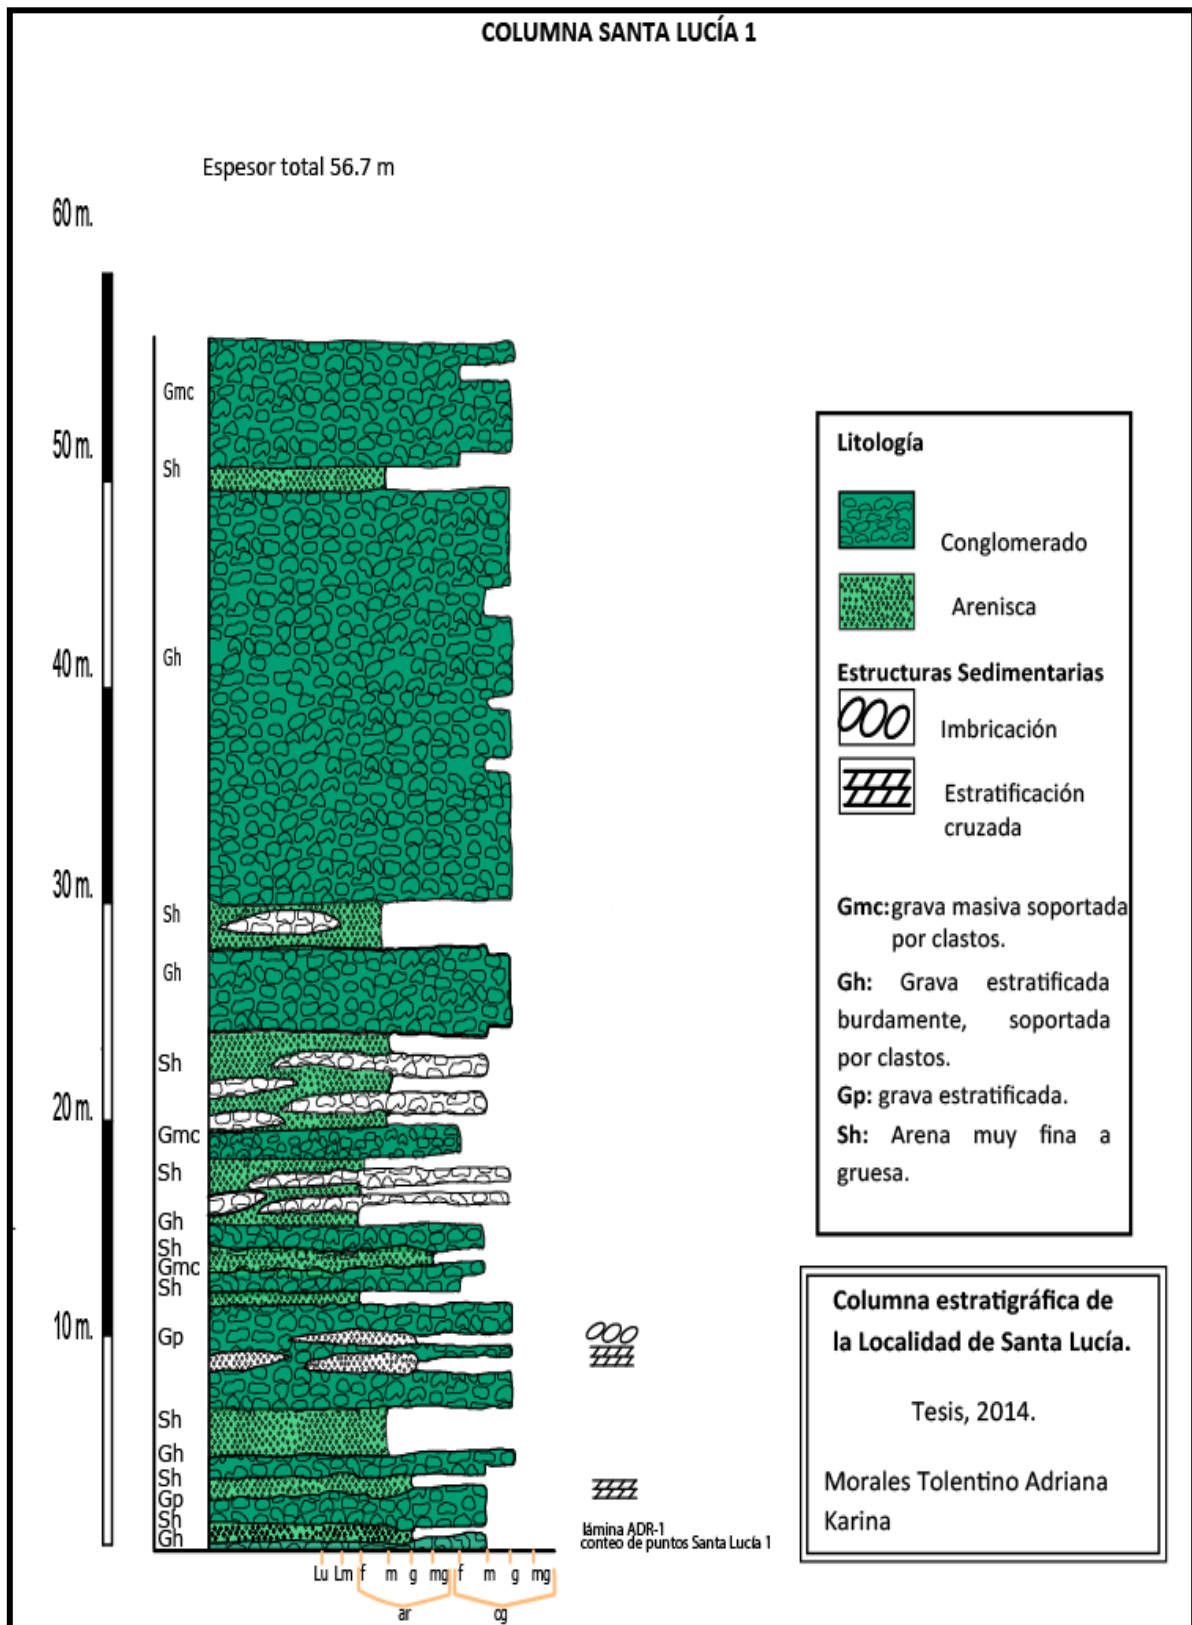 COLUMNA SANTA LUCÍA 1
Espesor total 56.7 m
60 m.
50 m.
40 m.
30 m.
20 m.
10 m.
Gmc
Sh
Gh
Sh
Gh
Sh
Gmc
Sh
Gh
Sh
Gmc
Sh
Gp
Sh
Gh
Sh
Gp
Sh
Gh
lámina ADR-1
conteo de puntos Santa Lucía 1
Lu Lm f m g mg f m g mg
ar cg
Litología
Conglomerado
Arenisca
Estructuras Sedimentarias
Imbricación
Estratificación
cruzada
Gmc:grava masiva soportada
por clastos.
Gh: Grava estratificada
burdamente, soportada
por clastos.
Gp: grava estratificada.
Sh: Arena muy fina a
gruesa.
Columna estratigráfica de
la Localidad de Santa Lucía.
Tesis, 2014.
Morales Tolentino Adriana
Karina